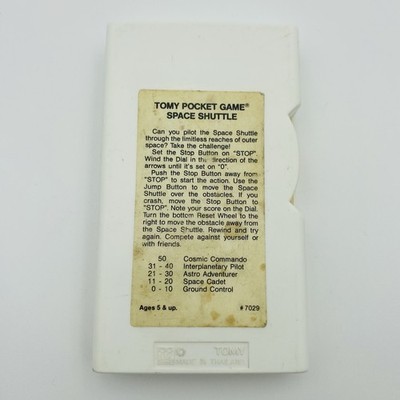 TOMY POCKET GAME®
SPACE SHUTTLE
Can you pilot the Space Shuttle
through the limitless reaches of outer
space? Take the challenge!
Set the Stop Button on "STOP".
Wind the Dial in the direction of the
arrows until it's set on "0".
Push the Stop Button away from
"STOP" to start the action. Use the
Jump Button to move the Space
Shuttle over the obstacles. If you
crash, move the Stop Button to
"STOP". Note your score on the Dial.
Turn the bottom Reset Wheel to the
right to move the obstacle away from
the Space Shuttle. Rewind and try
again. Compete against yourself or
with friends.
50 Cosmic Commando
31 - 40 Interplanetary Pilot
21 - 30 Astro Adventurer
11 - 20 Space Cadet
0 - 10 Ground Control
Ages 5 & up. #7029
TOMY
THAILAND